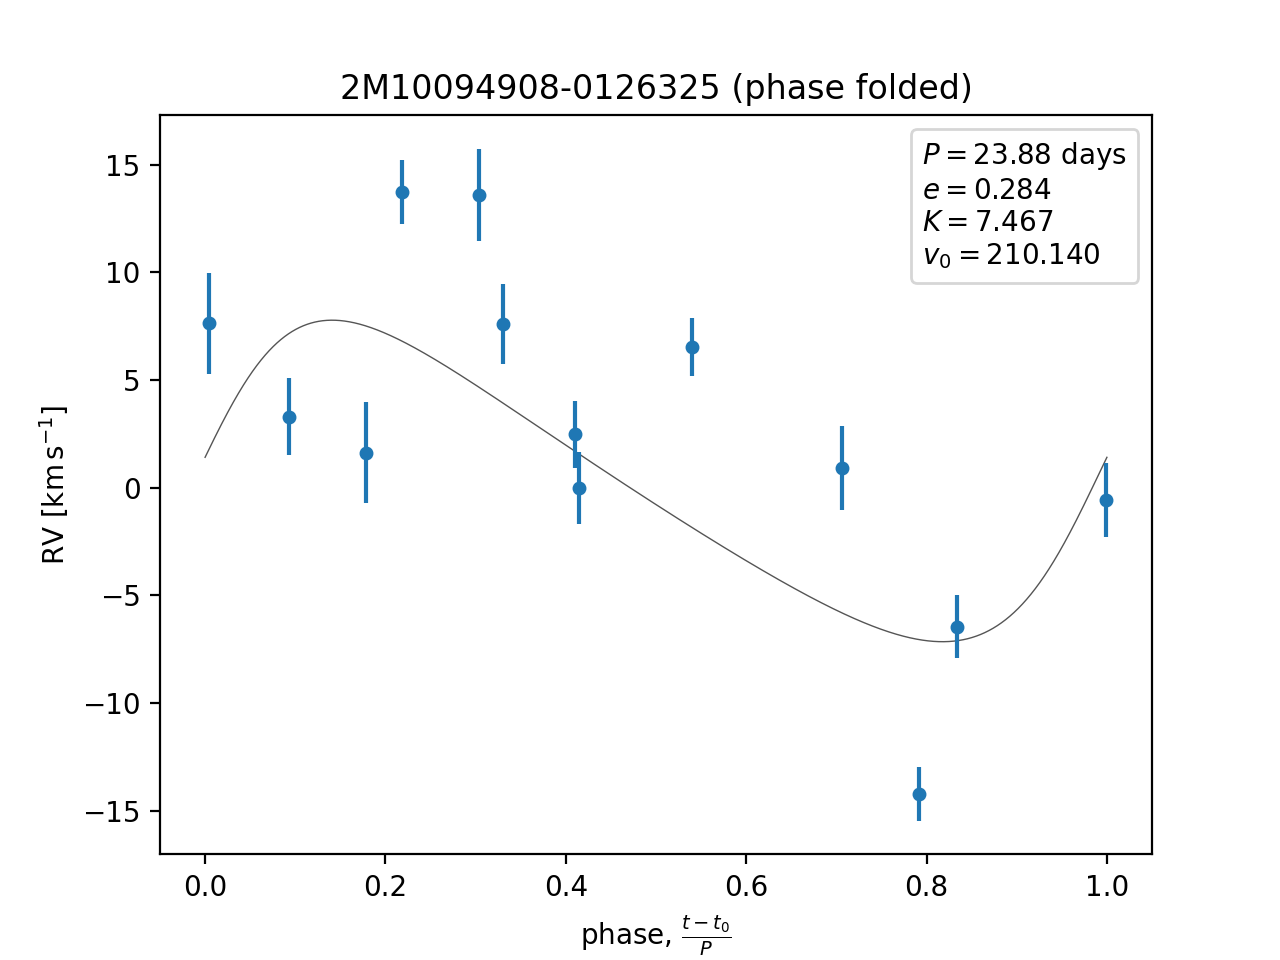 2M10094908-0126325 (phase folded)
P = 23.88 days
e = 0.284
K = 7.467
v₀ = 210.140
RV [km s⁻¹]
15
10
5
0
−5
−10
−15
0.0 0.2 0.4 0.6 0.8 1.0
phase, (t − t₀)/P